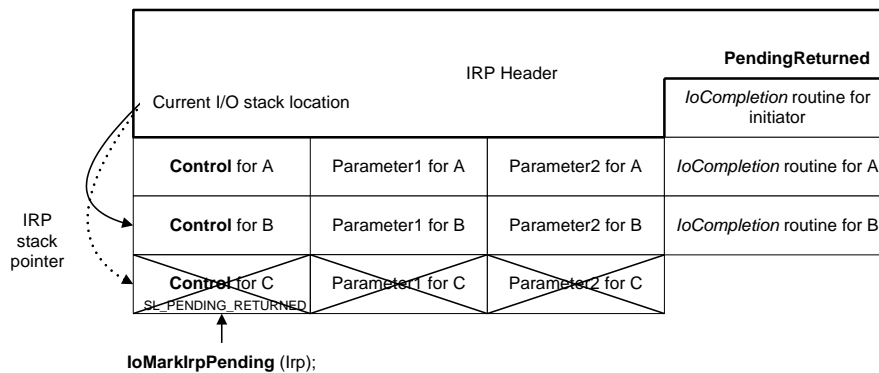 PendingReturned
IRP Header
Current I/O stack location
IoCompletion routine for
initiator
Control for A
Parameter1 for A
Parameter2 for A
IoCompletion routine for A
IRP
stack
pointer
Control for B
Parameter1 for B
Parameter2 for B
IoCompletion routine for B
Control for C
SL_PENDING_RETURNED
Parameter1 for C
Parameter2 for C
IoMarkIrpPending (Irp);